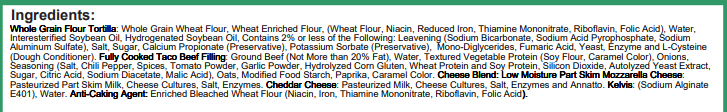 Ingredients:
Whole Grain Flour Tortilla: Whole Grain Wheat Flour, Wheat Enriched Flour, (Wheat Flour, Niacin, Reduced Iron, Thiamine Mononitrate, Riboflavin, Folic Acid), Water,
Interesterified Soybean Oil, Hydrogenated Soybean Oil, Contains 2% or less of the Following: Leavening (Sodium Bicarbonate, Sodium Acid Pyrophosphate, Sodium
Aluminum Sulfate), Salt, Sugar, Calcium Propionate (Preservative), Potassium Sorbate (Preservative), Mono-Diglycerides, Fumaric Acid, Yeast, Enzyme and L-Cysteine
(Dough Conditioner). Fully Cooked Taco Beef Filling: Ground Beef (Not More than 20% Fat), Water, Textured Vegetable Protein (Soy Flour, Caramel Color), Onions,
Seasoning (Salt, Chili Pepper, Spices, Tomato Powder, Garlic Powder, Hydrolyzed Corn Gluten, Wheat Protein and Soy Protein, Silicon Dioxide, Autolyzed Yeast Extract,
Sugar, Citric Acid, Sodium Diacetate, Malic Acid), Oats, Modified Food Starch, Paprika, Caramel Color. Cheese Blend: Low Moisture Part Skim Mozzarella Cheese:
Pasteurized Part Skim Milk, Cheese Cultures, Salt, Enzymes. Cheddar Cheese: Pasteurized Milk, Cheese Cultures, Salt, Enzymes and Annatto. Kelvis: (Sodium Alginate
E401), Water. Anti-Caking Agent: Enriched Bleached Wheat Flour (Niacin, Iron, Thiamine Mononitrate, Riboflavin, Folic Acid).